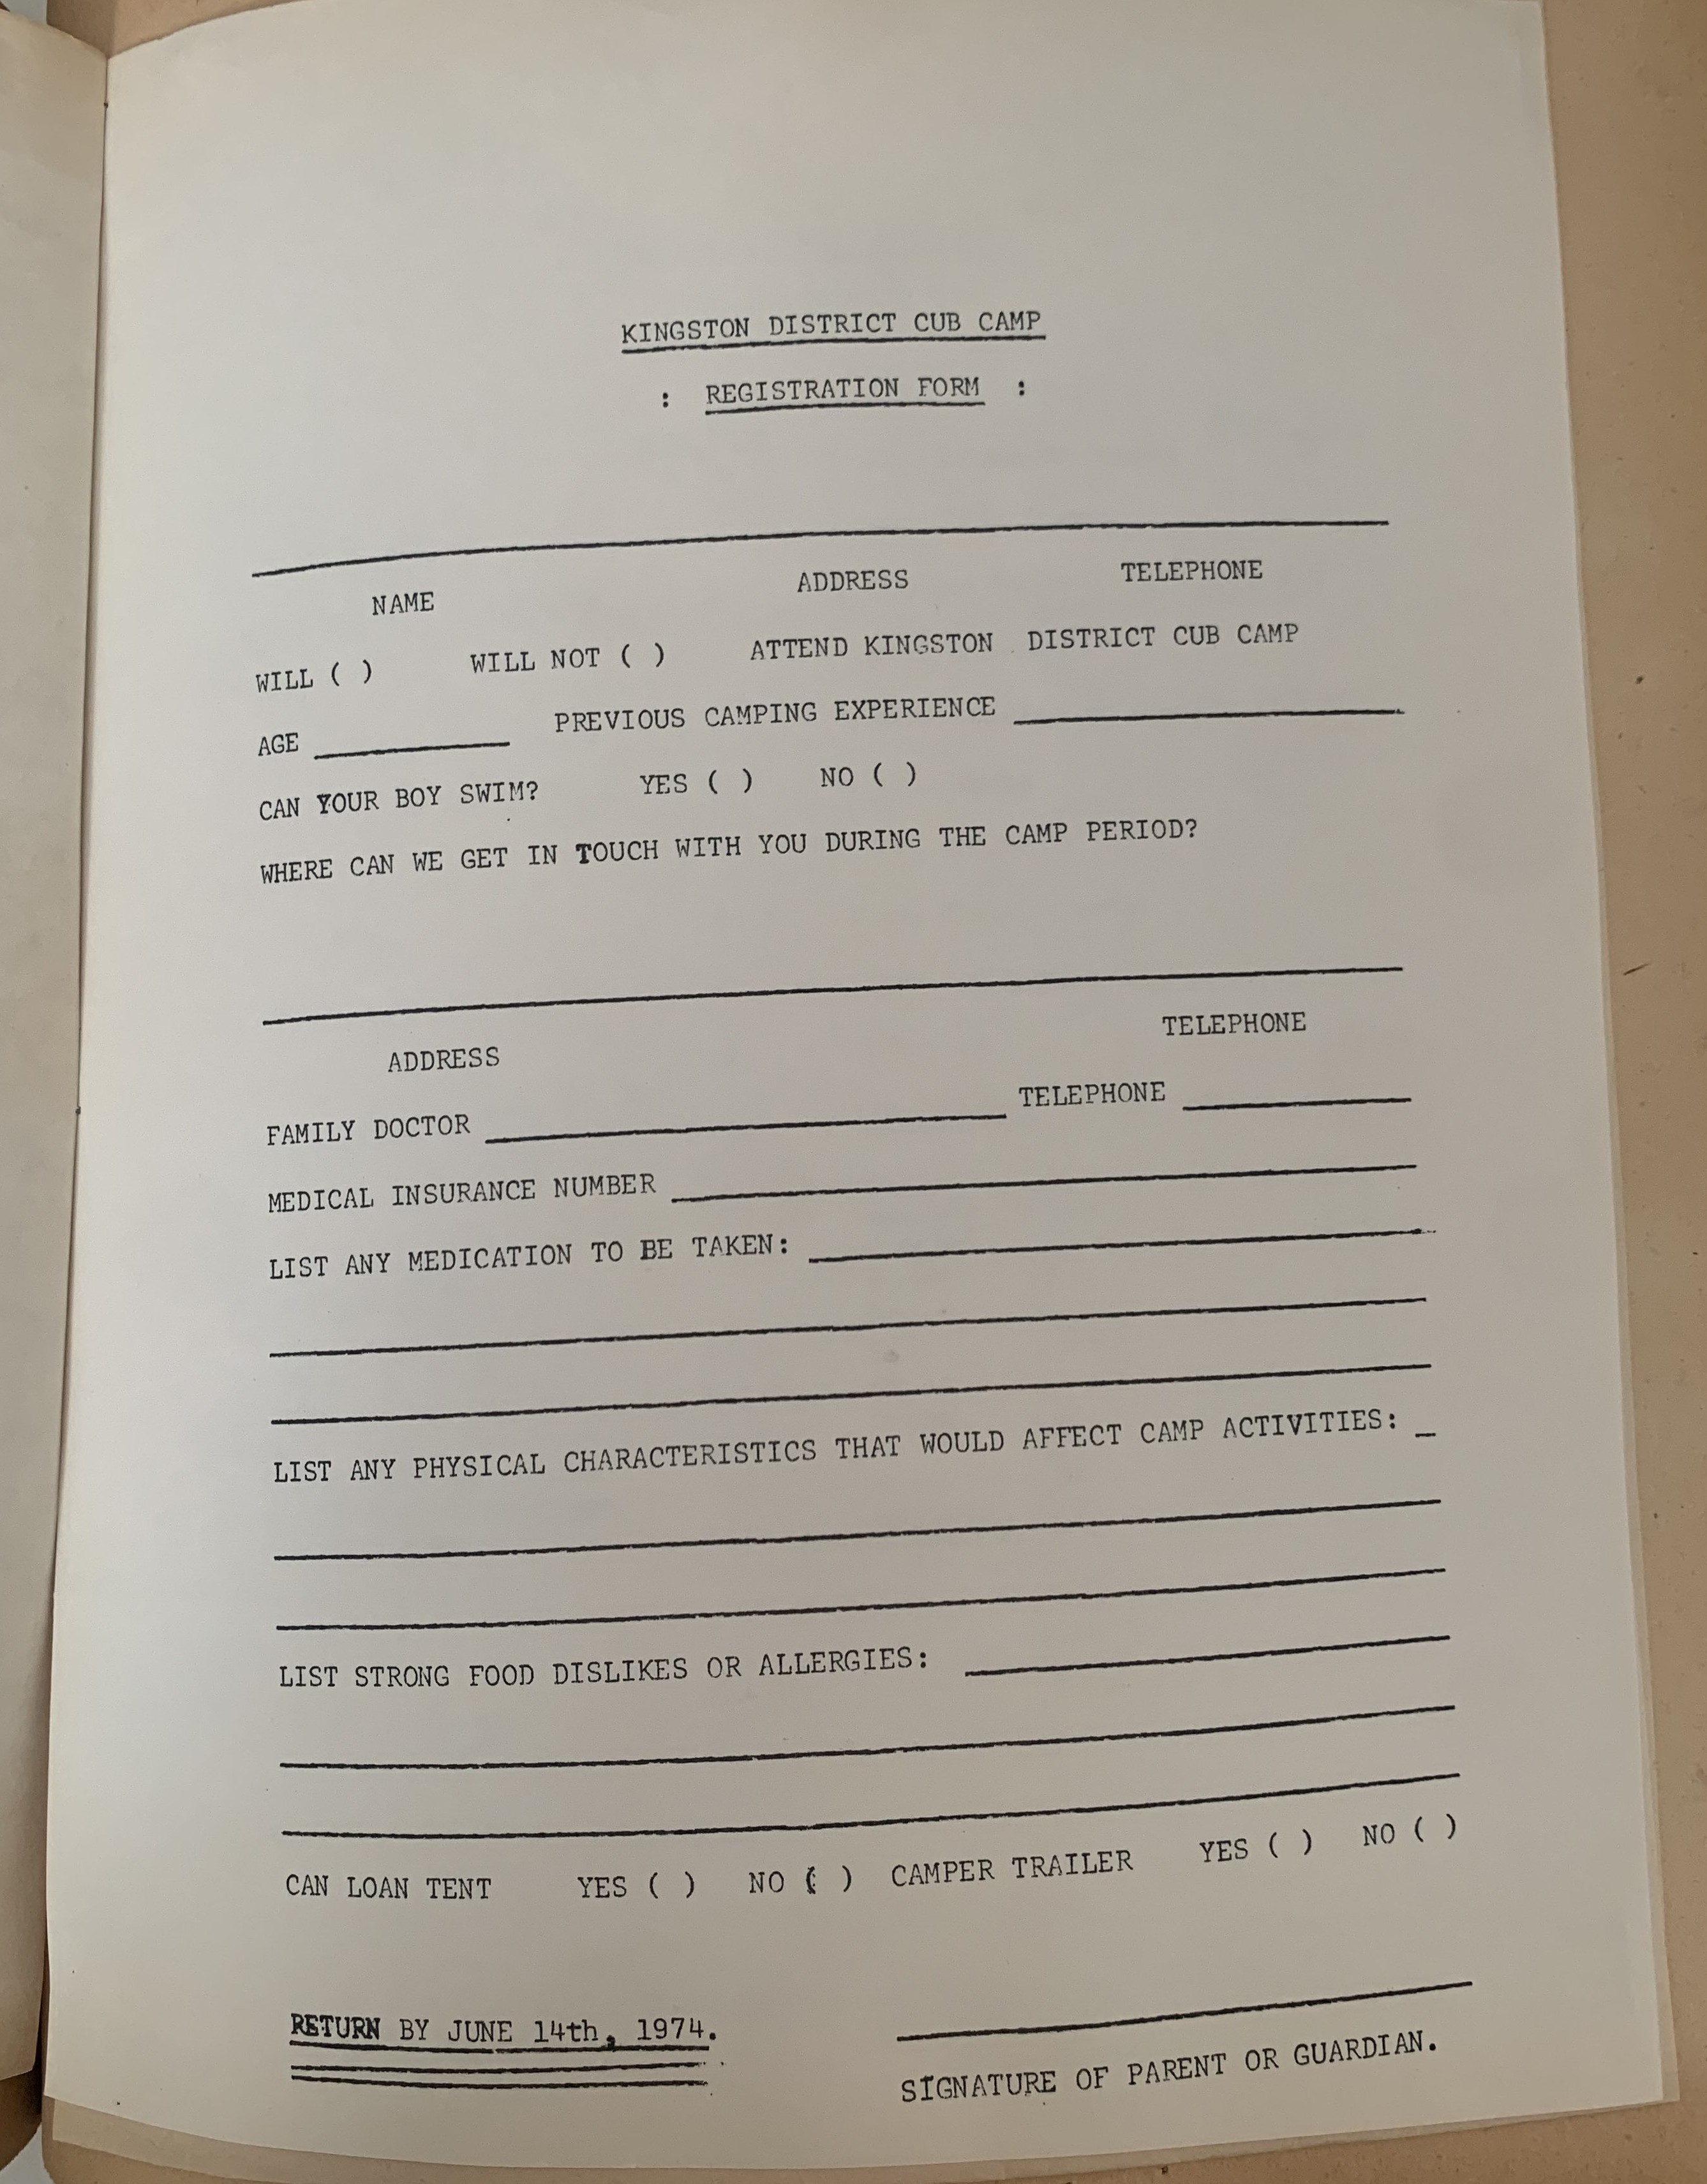 KINGSTON DISTRICT CUB CAMP
: REGISTRATION FORM :
NAME ADDRESS TELEPHONE
WILL ( ) WILL NOT ( ) ATTEND KINGSTON DISTRICT CUB CAMP
AGE PREVIOUS CAMPING EXPERIENCE
CAN YOUR BOY SWIM? YES ( ) NO ( )
WHERE CAN WE GET IN TOUCH WITH YOU DURING THE CAMP PERIOD?
ADDRESS TELEPHONE
FAMILY DOCTOR TELEPHONE
MEDICAL INSURANCE NUMBER
LIST ANY MEDICATION TO BE TAKEN:
LIST ANY PHYSICAL CHARACTERISTICS THAT WOULD AFFECT CAMP ACTIVITIES: _
LIST STRONG FOOD DISLIKES OR ALLERGIES:
CAN LOAN TENT YES ( ) NO ( ) CAMPER TRAILER YES ( ) NO ( )
RETURN BY JUNE 14th, 1974.
SIGNATURE OF PARENT OR GUARDIAN.